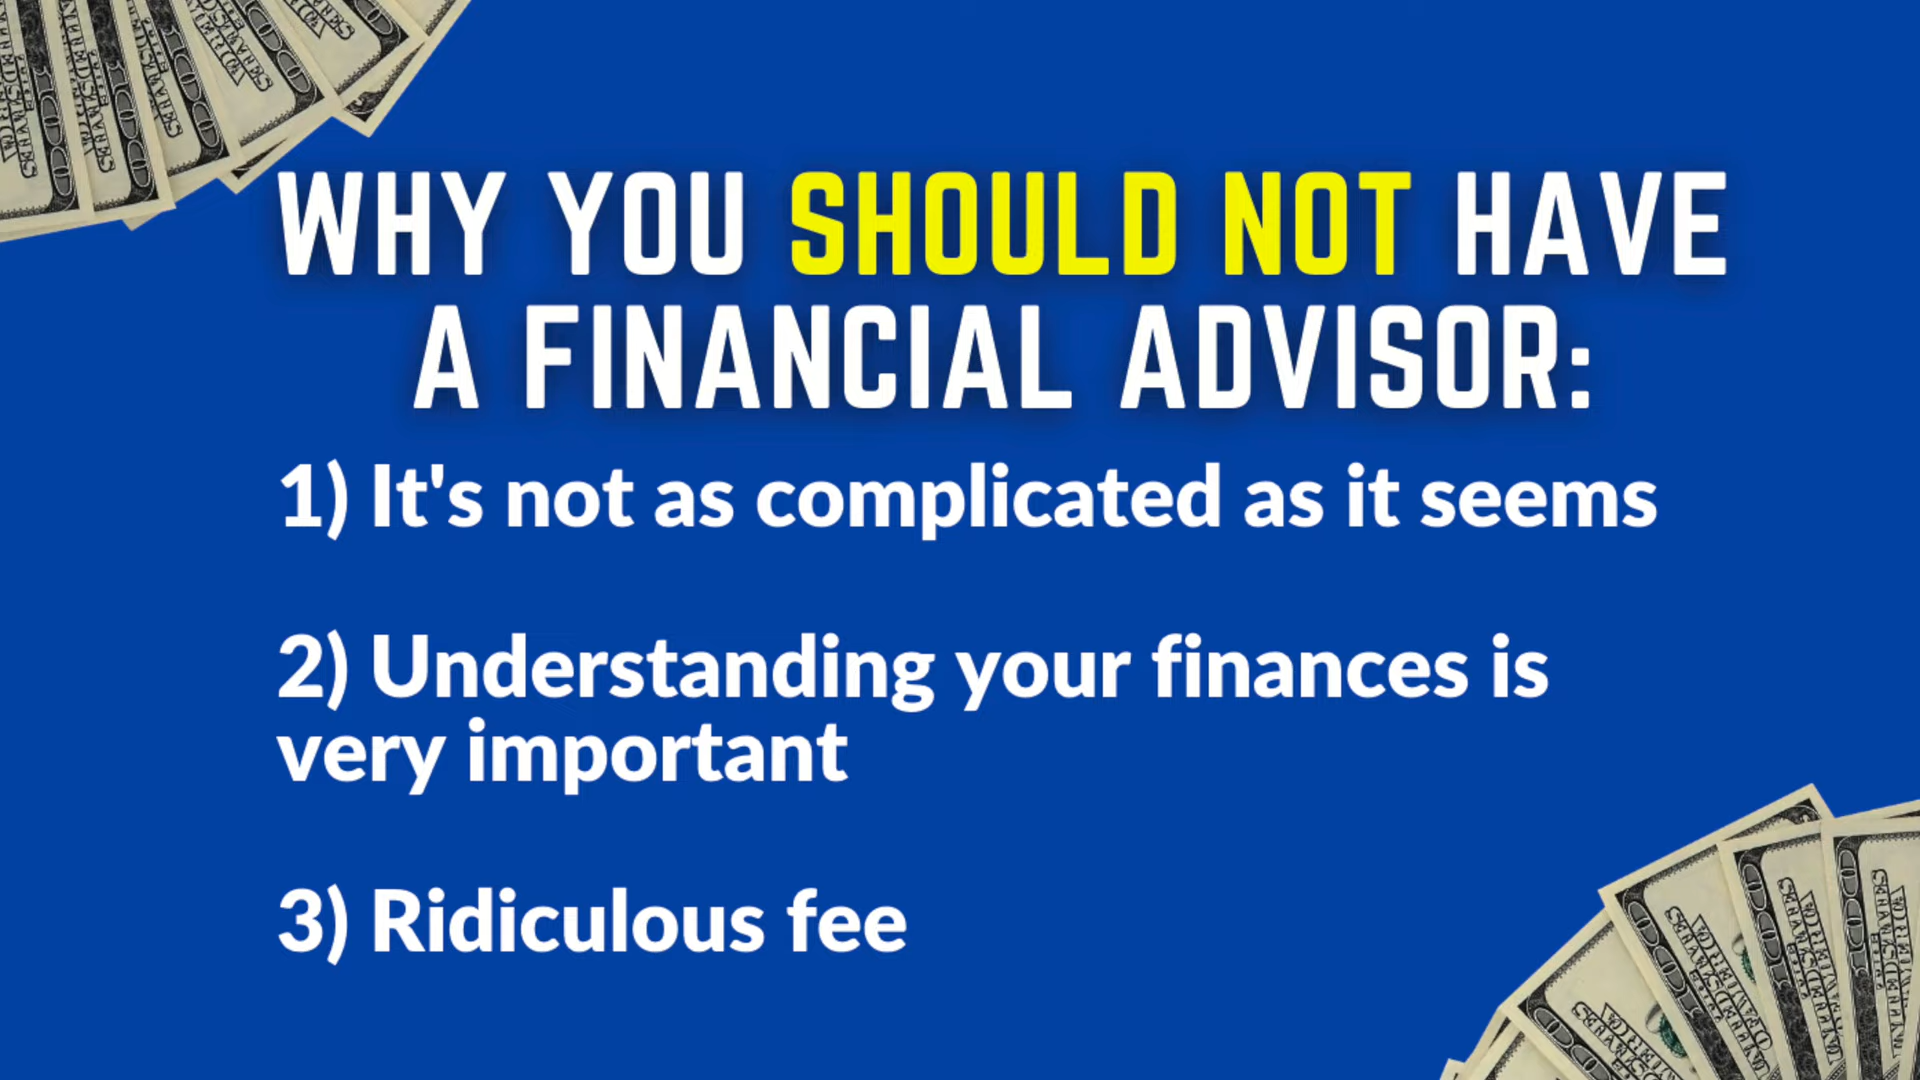 WHY YOU SHOULD NOT HAVE
A FINANCIAL ADVISOR:
1) It's not as complicated as it seems
2) Understanding your finances is
very important
3) Ridiculous fee